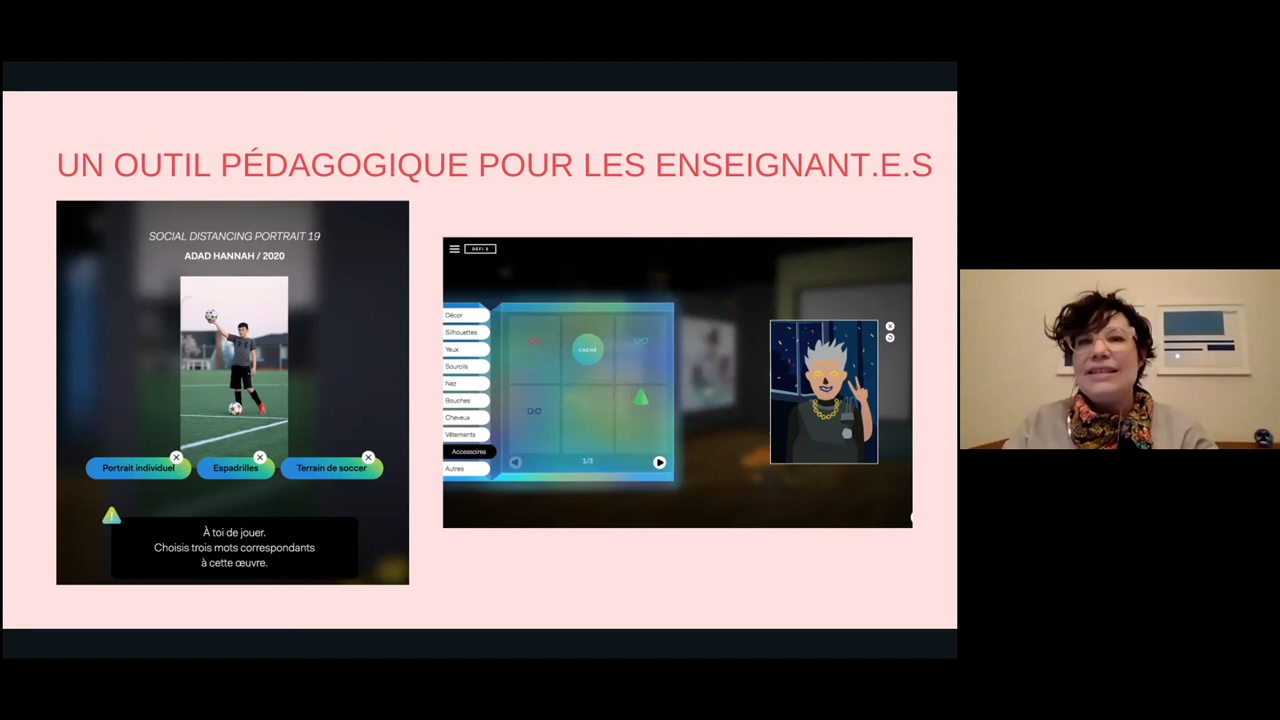 UN OUTIL PÉDAGOGIQUE POUR LES ENSEIGNANT.E.S
SOCIAL DISTANCING PORTRAIT 19
ADAD HANNAH / 2020
Portrait individuel
Espadrilles
Terrain de soccer
À toi de jouer.
Choisis trois mots correspondants
à cette œuvre.
DÉFI 5
Décor
Silhouettes
Yeux
Sourcils
Nez
Bouches
Cheveux
Vêtements
Accessoires
Autres
CACHÉ
1/3